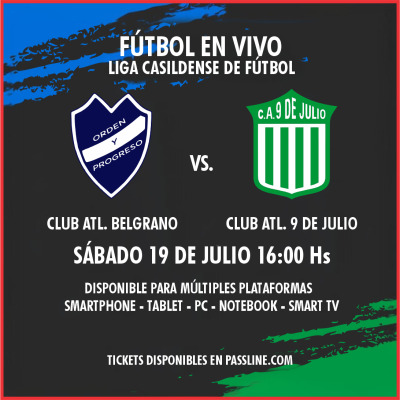 FÚTBOL EN VIVO
LIGA CASILDENSE DE FÚTBOL
ORDEN
Y
PROGRESO
VS.
C.A.9 DE JULIO
CLUB ATL. BELGRANO
CLUB ATL. 9 DE JULIO
SÁBADO 19 DE JULIO 16:00 Hs
DISPONIBLE PARA MÚLTIPLES PLATAFORMAS
SMARTPHONE - TABLET - PC - NOTEBOOK - SMART TV
TICKETS DISPONIBLES EN PASSLINE.COM